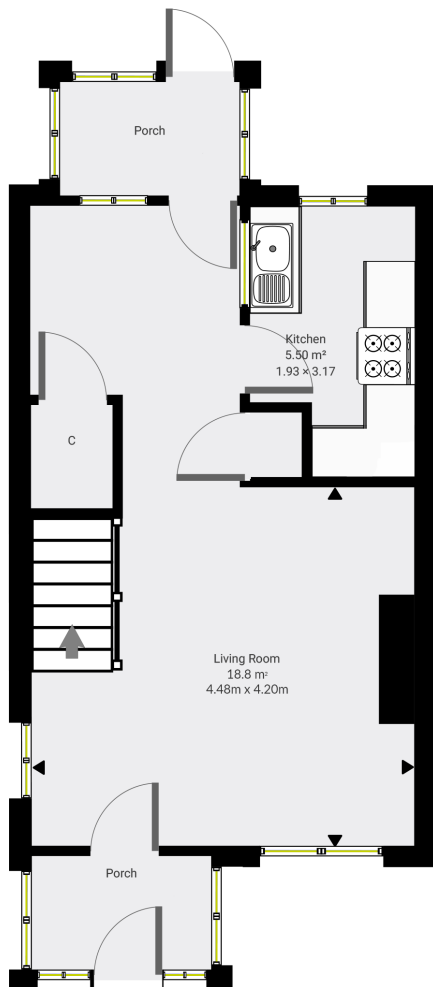 Porch
Kitchen
5.50 m²
1.93 × 3.17
C
Living Room
18.8 m²
4.48m x 4.20m
Porch